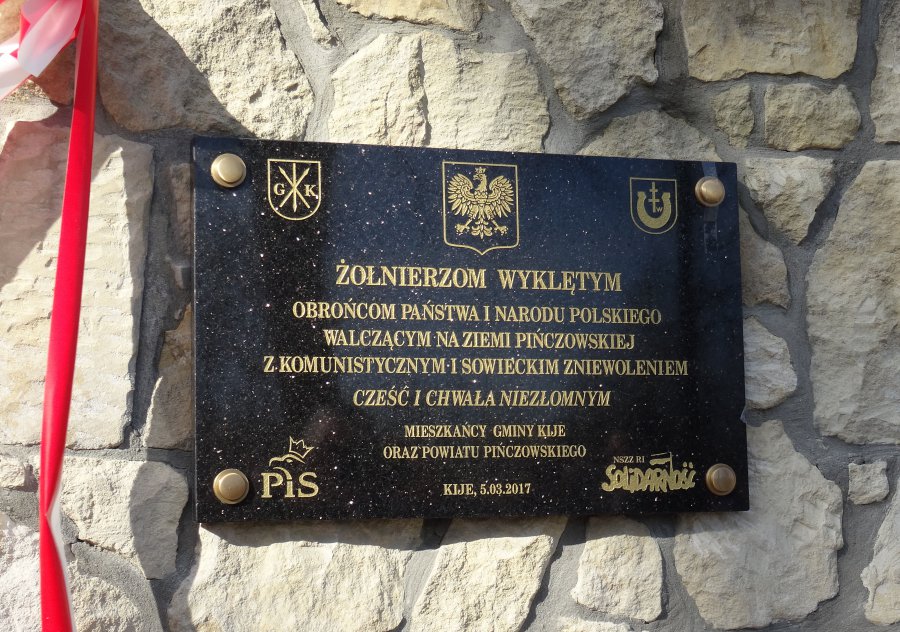 G K
W
ŻOŁNIERZOM WYKLĘTYM
OBROŃCOM PAŃSTWA I NARODU POLSKIEGO
WALCZĄCYM NA ZIEMI PIŃCZOWSKIEJ
Z KOMUNISTYCZNYM I SOWIECKIM ZNIEWOLENIEM
CZEŚĆ I CHWAŁA NIEZŁOMNYM
MIESZKAŃCY GMINY KIJE
ORAZ POWIATU PIŃCZOWSKIEGO
PiS
KIJE, 5.03.2017
NSZZ RI
SOLIDARNOŚĆ